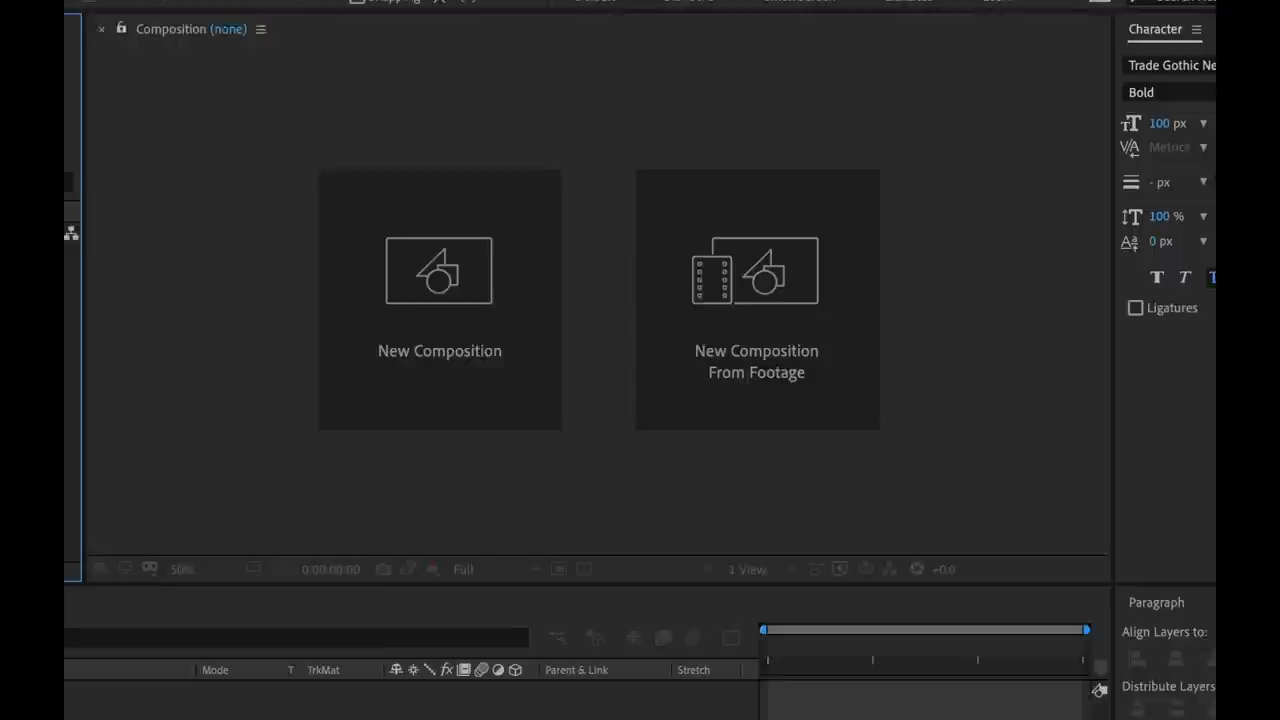 Composition (none)
Character
Trade Gothic Ne
Bold
100 px
Metrics
- px
100 %
0 px
T T T
Ligatures
New Composition
New Composition
From Footage
50%
0:00:00:00
Full
1 View
+0.0
Paragraph
Align Layers to:
Mode
T
TrkMat
fx
Parent & Link
Stretch
Distribute Layers